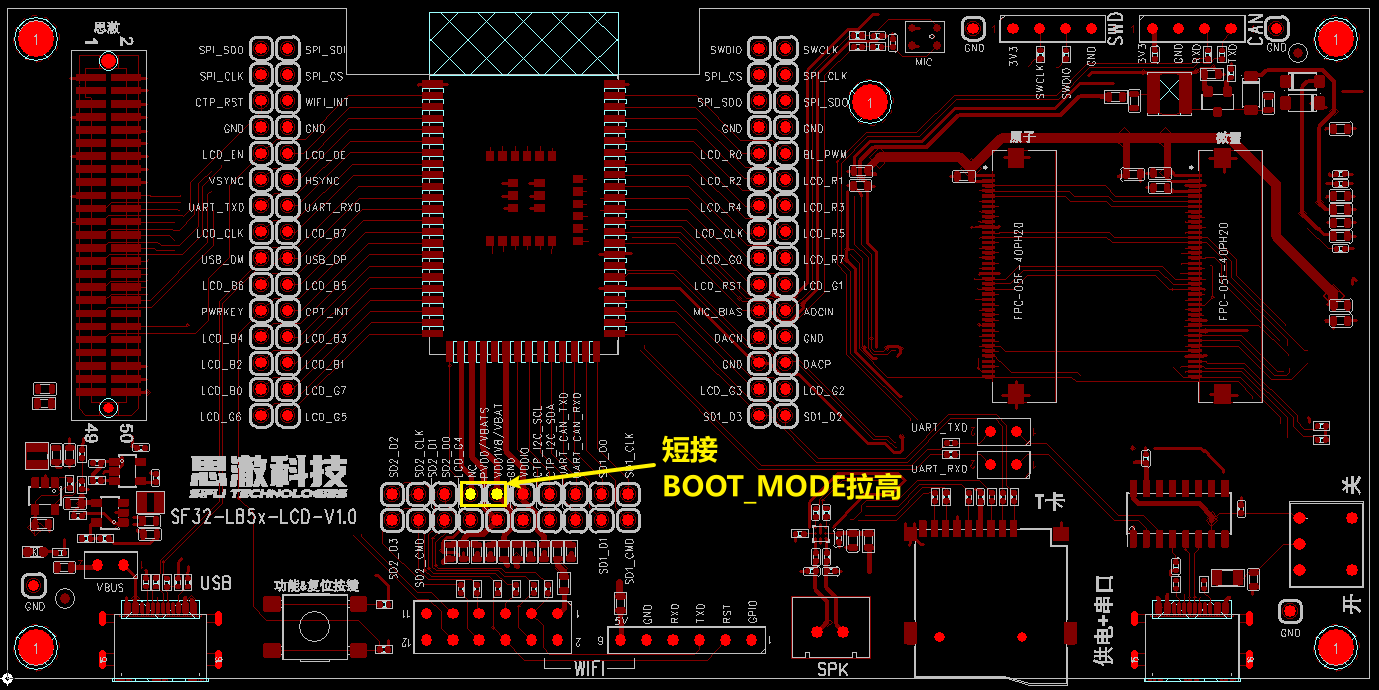 思澈
1 2
SPI_SDO SPI_SDI
SPI_CLK SPI_CS
CTP_RST WIFI_INT
GND GND
LCD_EN LCD_DE
VSYNC HSYNC
UART_TXD UART_RXD
LCD_CLK LCD_B7
USB_DM USB_DP
LCD_B6 LCD_B5
PWRKEY CPT_INT
LCD_B4 LCD_B3
LCD_B2 LCD_B1
LCD_B0 LCD_G7
LCD_G6 LCD_G5
49 50
SWDIO SWCLK
SPI_CS SPI_CLK
SPI_SDO SPI_SDO
GND GND
LCD_R0 BL_PWM
LCD_R2 LCD_R1
LCD_R4 LCD_R3
LCD_CLK LCD_R5
LCD_G0 LCD_R7
LCD_RST LCD_G1
MIC_BIAS ADCIN
DACN GND
GND DACP
LCD_G3 LCD_G2
SD1_D3 SD1_D2
MIC
GND
SWD
3V3
SWCLK
SWDIO
GND
CAN
3V3
GND
RXD
TXD
GND
1
1
1
原子
微雪
FPC-05F-40PH20
FPC-05F-40PH20
SD2_D2
SD2_CLK
SD2_D1
SD2_D0
LCD_G4
NC
PVDD/VBATS
VDD1V8/VBAT
GND
VDDIO
CTP_I2C_SCL
CTP_I2C_SDA
UART_CAN_TXD
UART_CAN_RXD
SD1_D0
SD1_CLK
短接
BOOT_MODE拉高
SD2_D3
SD2_CMD
SD1_D1
SD1_CMD
思澈科技
SIFLI TECHNOLOGIES
SF32-LB5x-LCD-V1.0
UART_TXD
UART_RXD
T卡
VBUS
USB
GND
功能&复位按键
11
12
1
2
WIFI
5V
GND
RXD
TXD
RST
GPIO
6
1
SPK
供电+串口
关
开
GND
1
1